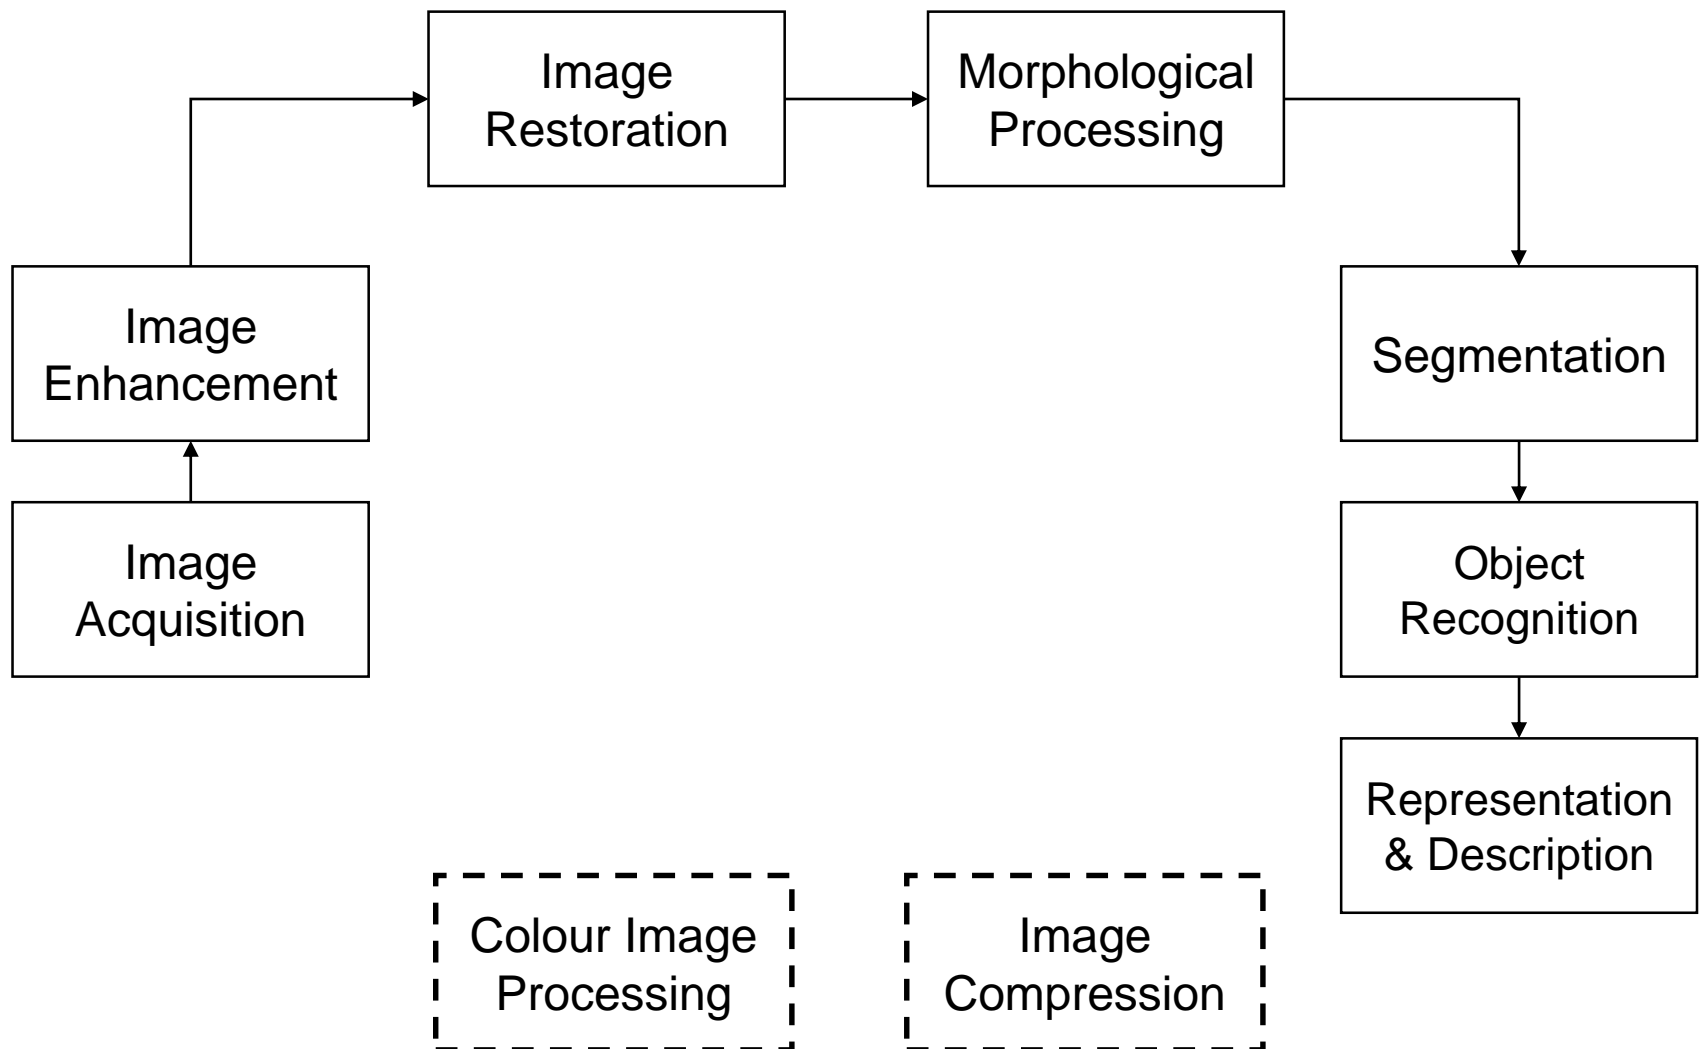 Image
Restoration
Morphological
Processing
Image
Enhancement
Segmentation
Image
Acquisition
Object
Recognition
Representation
& Description
Colour Image
Processing
Image
Compression